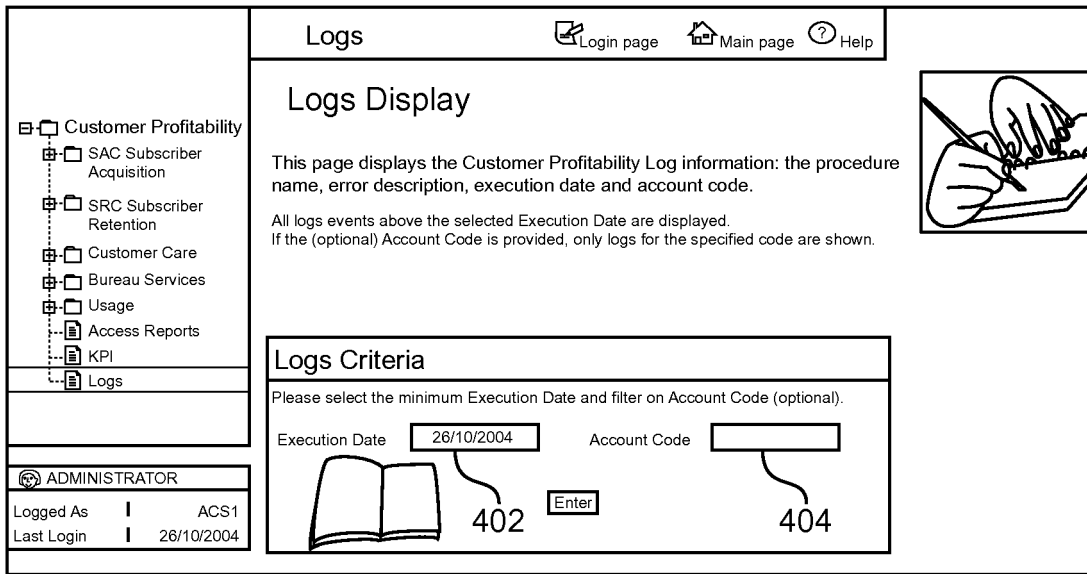 Logs
Login page
Main page
? Help
Customer Profitability
SAC Subscriber
Acquisition
SRC Subscriber
Retention
Customer Care
Bureau Services
Usage
Access Reports
KPI
Logs
ADMINISTRATOR
Logged As ACS1
Last Login 26/10/2004
Logs Display
This page displays the Customer Profitability Log information: the procedure
name, error description, execution date and account code.
All logs events above the selected Execution Date are displayed.
If the (optional) Account Code is provided, only logs for the specified code are shown.
Logs Criteria
Please select the minimum Execution Date and filter on Account Code (optional).
Execution Date 26/10/2004 Account Code
Enter
402
404